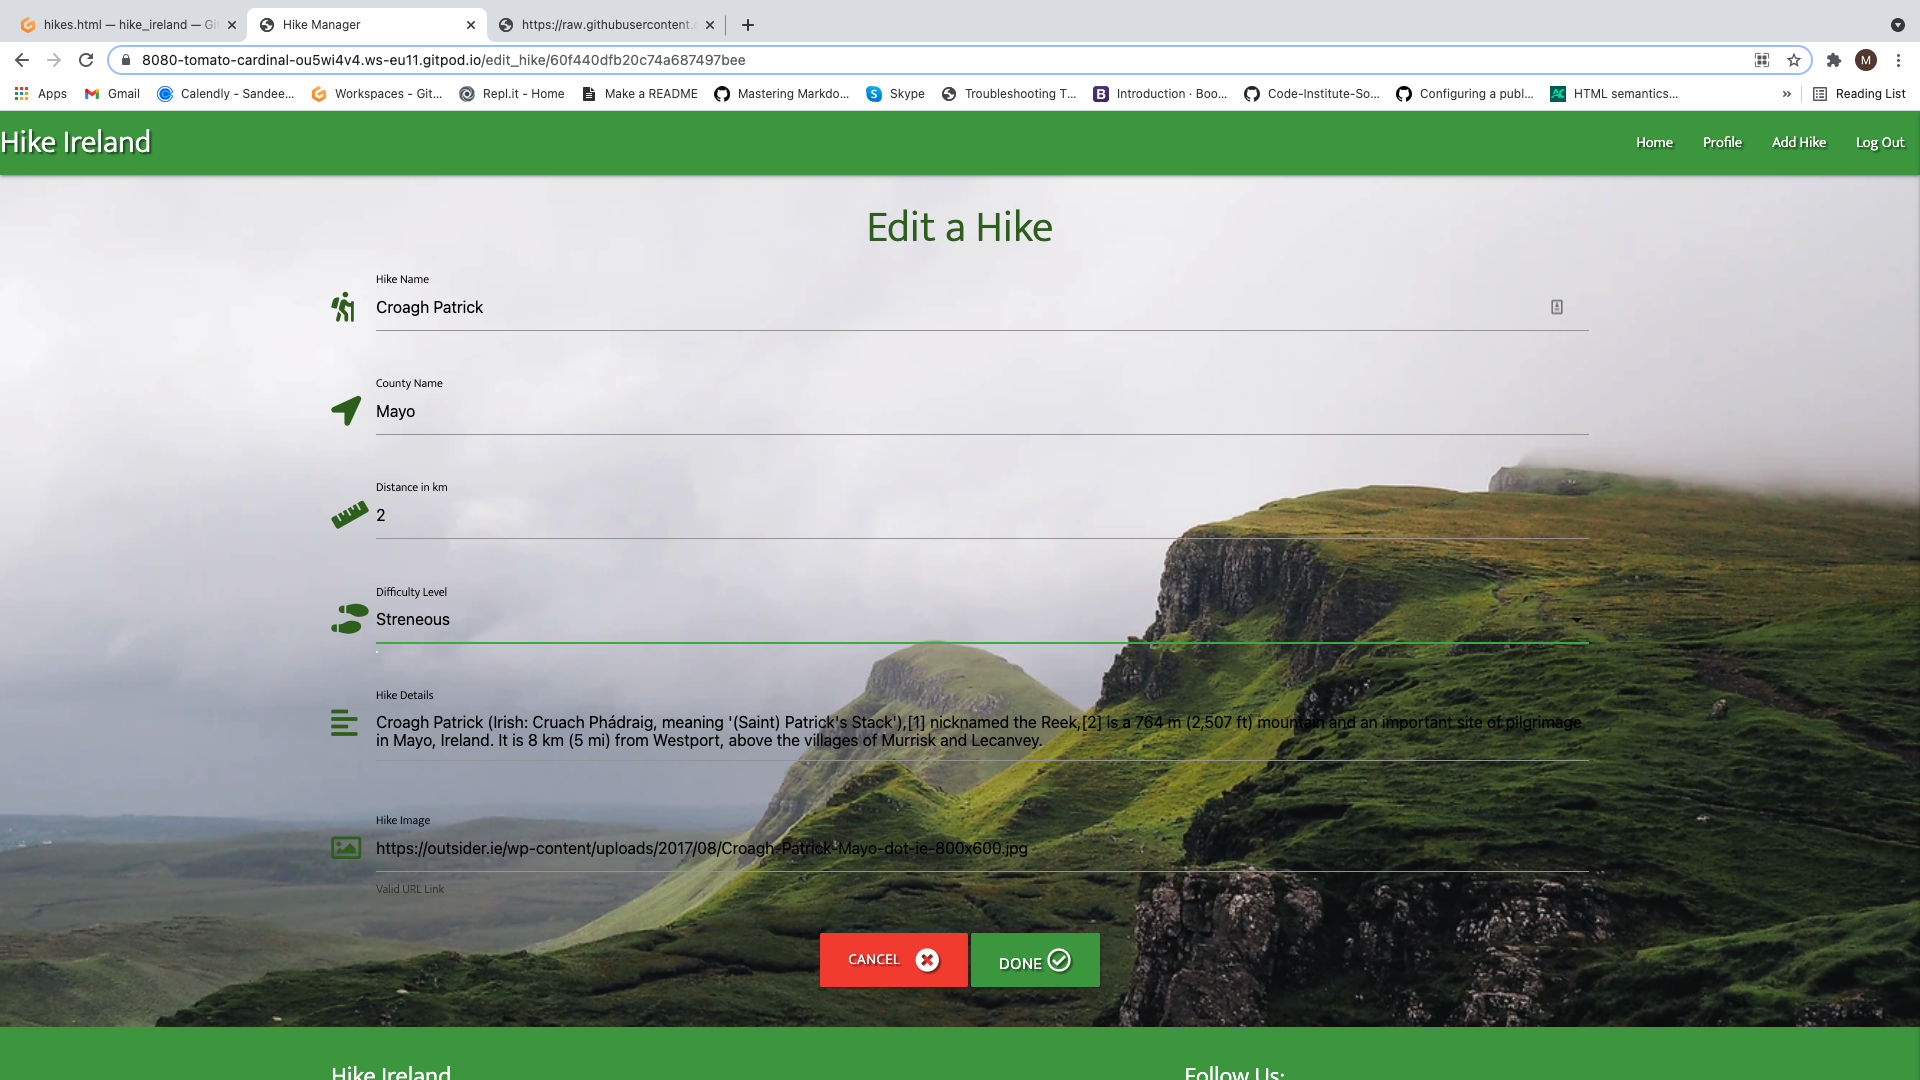 hikes.html — hike_ireland — Gi
Hike Manager
https://raw.githubusercontent.c
8080-tomato-cardinal-ou5wi4v4.ws-eu11.gitpod.io/edit_hike/60f440dfb20c74a687497bee
M
Apps
Gmail
Calendly - Sandee...
Workspaces - Git...
Repl.it - Home
Make a README
Mastering Markdo...
Skype
Troubleshooting T...
Introduction · Boo...
Code-Institute-So...
Configuring a publ...
HTML semantics...
»
Reading List
Hike Ireland
Home
Profile
Add Hike
Log Out
Edit a Hike
Hike Name
Croagh Patrick
County Name
Mayo
Distance in km
2
Difficulty Level
Streneous
Hike Details
Croagh Patrick (Irish: Cruach Phádraig, meaning '(Saint) Patrick's Stack'),[1] nicknamed the Reek,[2] is a 764 m (2,507 ft) mountain and an important site of pilgrimage
in Mayo, Ireland. It is 8 km (5 mi) from Westport, above the villages of Murrisk and Lecanvey.
Hike Image
https://outsider.ie/wp-content/uploads/2017/08/Croagh-Patrick-Mayo-dot-ie-800x600.jpg
Valid URL Link
CANCEL
DONE
Hike Ireland
Follow Us: